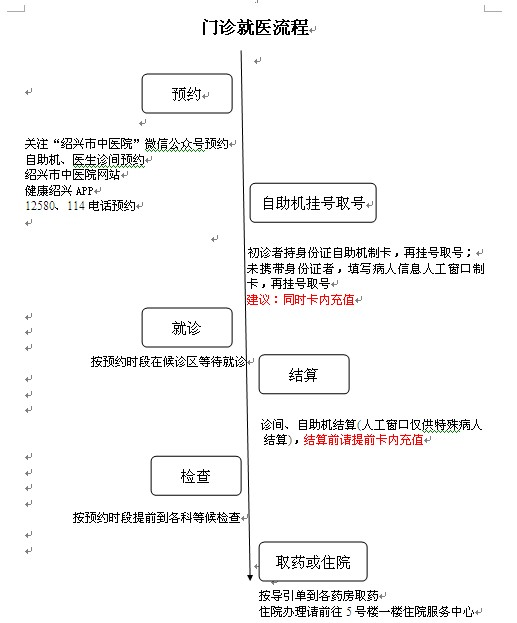 门诊就医流程
预约
关注“绍兴市中医院”微信公众号预约
自助机、医生诊间预约
绍兴市中医院网站
健康绍兴 APP
12580、114 电话预约
自助机挂号取号
初诊者持身份证自助机制卡，再挂号取号；
未携带身份证者，填写病人信息人工窗口制
卡，再挂号取号
建议：同时卡内充值
就诊
按预约时段在候诊区等待就诊
结算
诊间、自助机结算(人工窗口仅供特殊病人
结算)，结算前请提前卡内充值
检查
按预约时段提前到各科等候检查
取药或住院
按导引单到各药房取药
住院办理请前往 5 号楼一楼住院服务中心